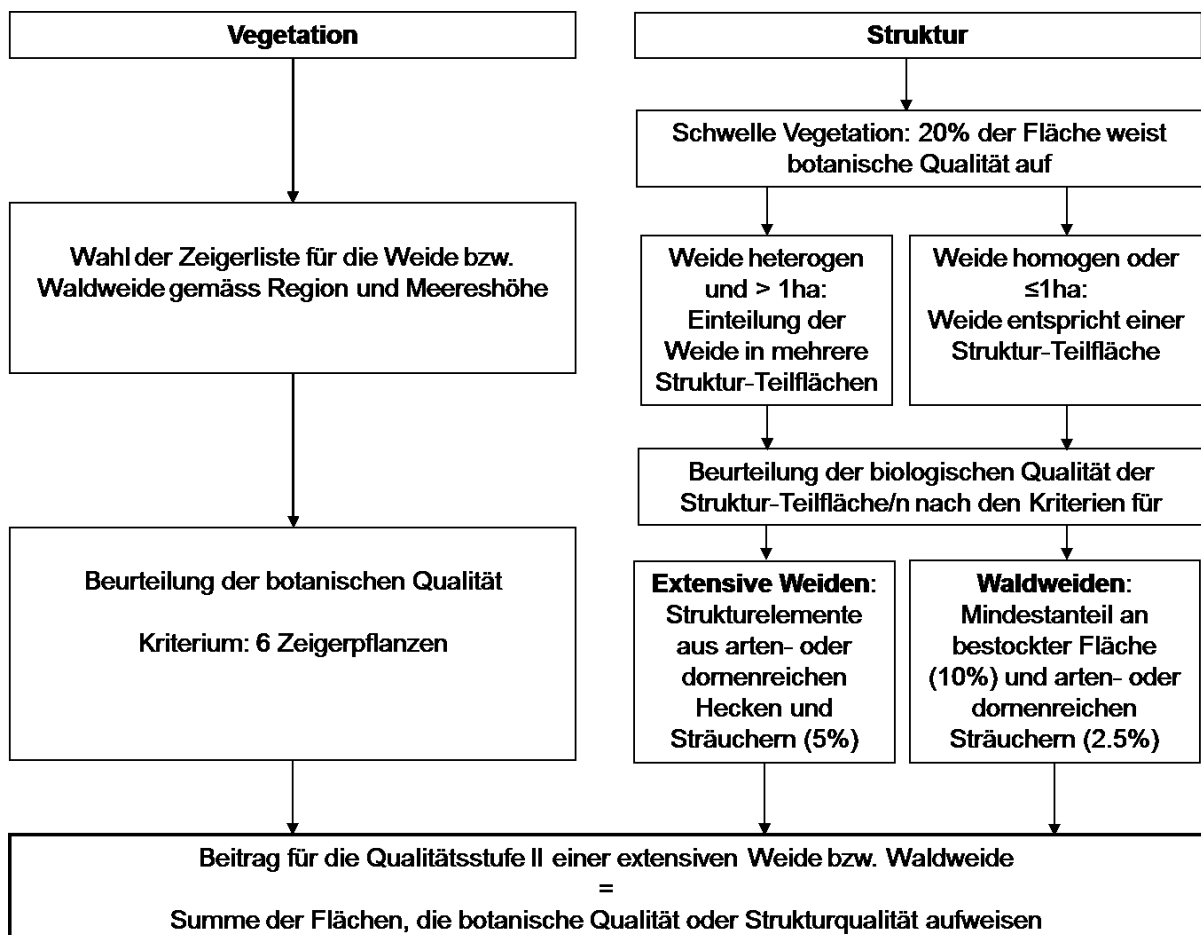 Vegetation
Wahl der Zeigerliste für die Weide bzw.
Waldweide gemäss Region und Meereshöhe
Beurteilung der botanischen Qualität
Kriterium: 6 Zeigerpflanzen
Struktur
Schwelle Vegetation: 20% der Fläche weist
botanische Qualität auf
Weide heterogen
und > 1ha:
Einteilung der
Weide in mehrere
Struktur-Teilflächen
Weide homogen oder
≤1ha:
Weide entspricht einer
Struktur-Teilfläche
Beurteilung der biologischen Qualität der
Struktur-Teilfläche/n nach den Kriterien für
Extensive Weiden:
Strukturelemente
aus arten- oder
dornenreichen
Hecken und
Sträuchern (5%)
Waldweiden:
Mindestanteil an
bestockter Fläche
(10%) und arten- oder
dornenreichen
Sträuchern (2.5%)
Beitrag für die Qualitätsstufe II einer extensiven Weide bzw. Waldweide
=
Summe der Flächen, die botanische Qualität oder Strukturqualität aufweisen